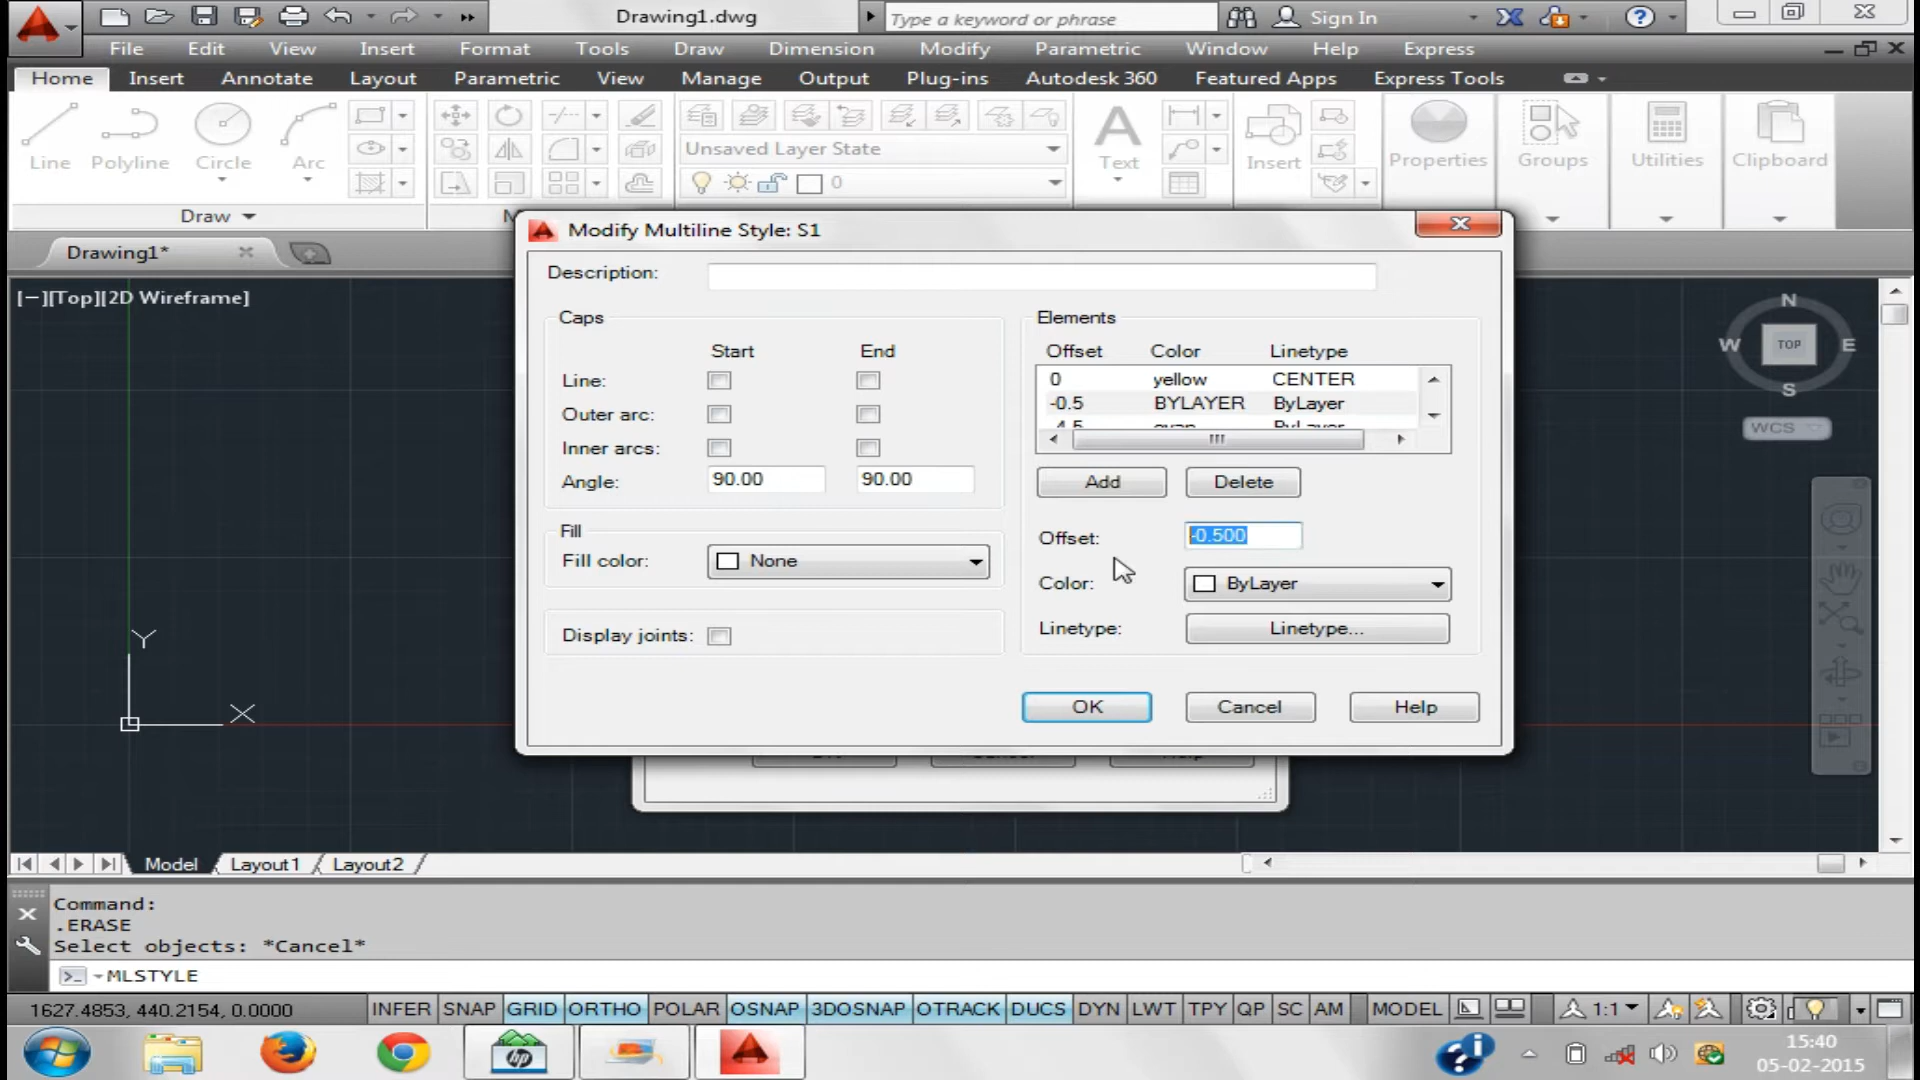 Drawing1.dwg
Type a keyword or phrase
Sign In
File Edit View Insert Format Tools Draw Dimension Modify Parametric Window Help Express
Home Insert Annotate Layout Parametric View Manage Output Plug-ins Autodesk 360 Featured Apps Express Tools
Line Polyline Circle Arc
Unsaved Layer State
0
Text
Insert
Properties
Groups
Utilities
Clipboard
Draw
Drawing1*
[−][Top][2D Wireframe]
Modify Multiline Style: S1
Description:
Caps
Start End
Line:
Outer arc:
Inner arcs:
Angle: 90.00 90.00
Fill
Fill color: None
Display joints:
Elements
Offset Color Linetype
0 yellow CENTER
-0.5 BYLAYER ByLayer
Add Delete
Offset: -0.500
Color: ByLayer
Linetype: Linetype...
OK Cancel Help
N
W TOP E
S
WCS
Y
X
Model Layout1 Layout2
Command:
.ERASE
Select objects: *Cancel*
MLSTYLE
1627.4853, 440.2154, 0.0000 INFER SNAP GRID ORTHO POLAR OSNAP 3DOSNAP OTRACK DUCS DYN LWT TPY QP SC AM MODEL 1:1
hp
15:40
05-02-2015